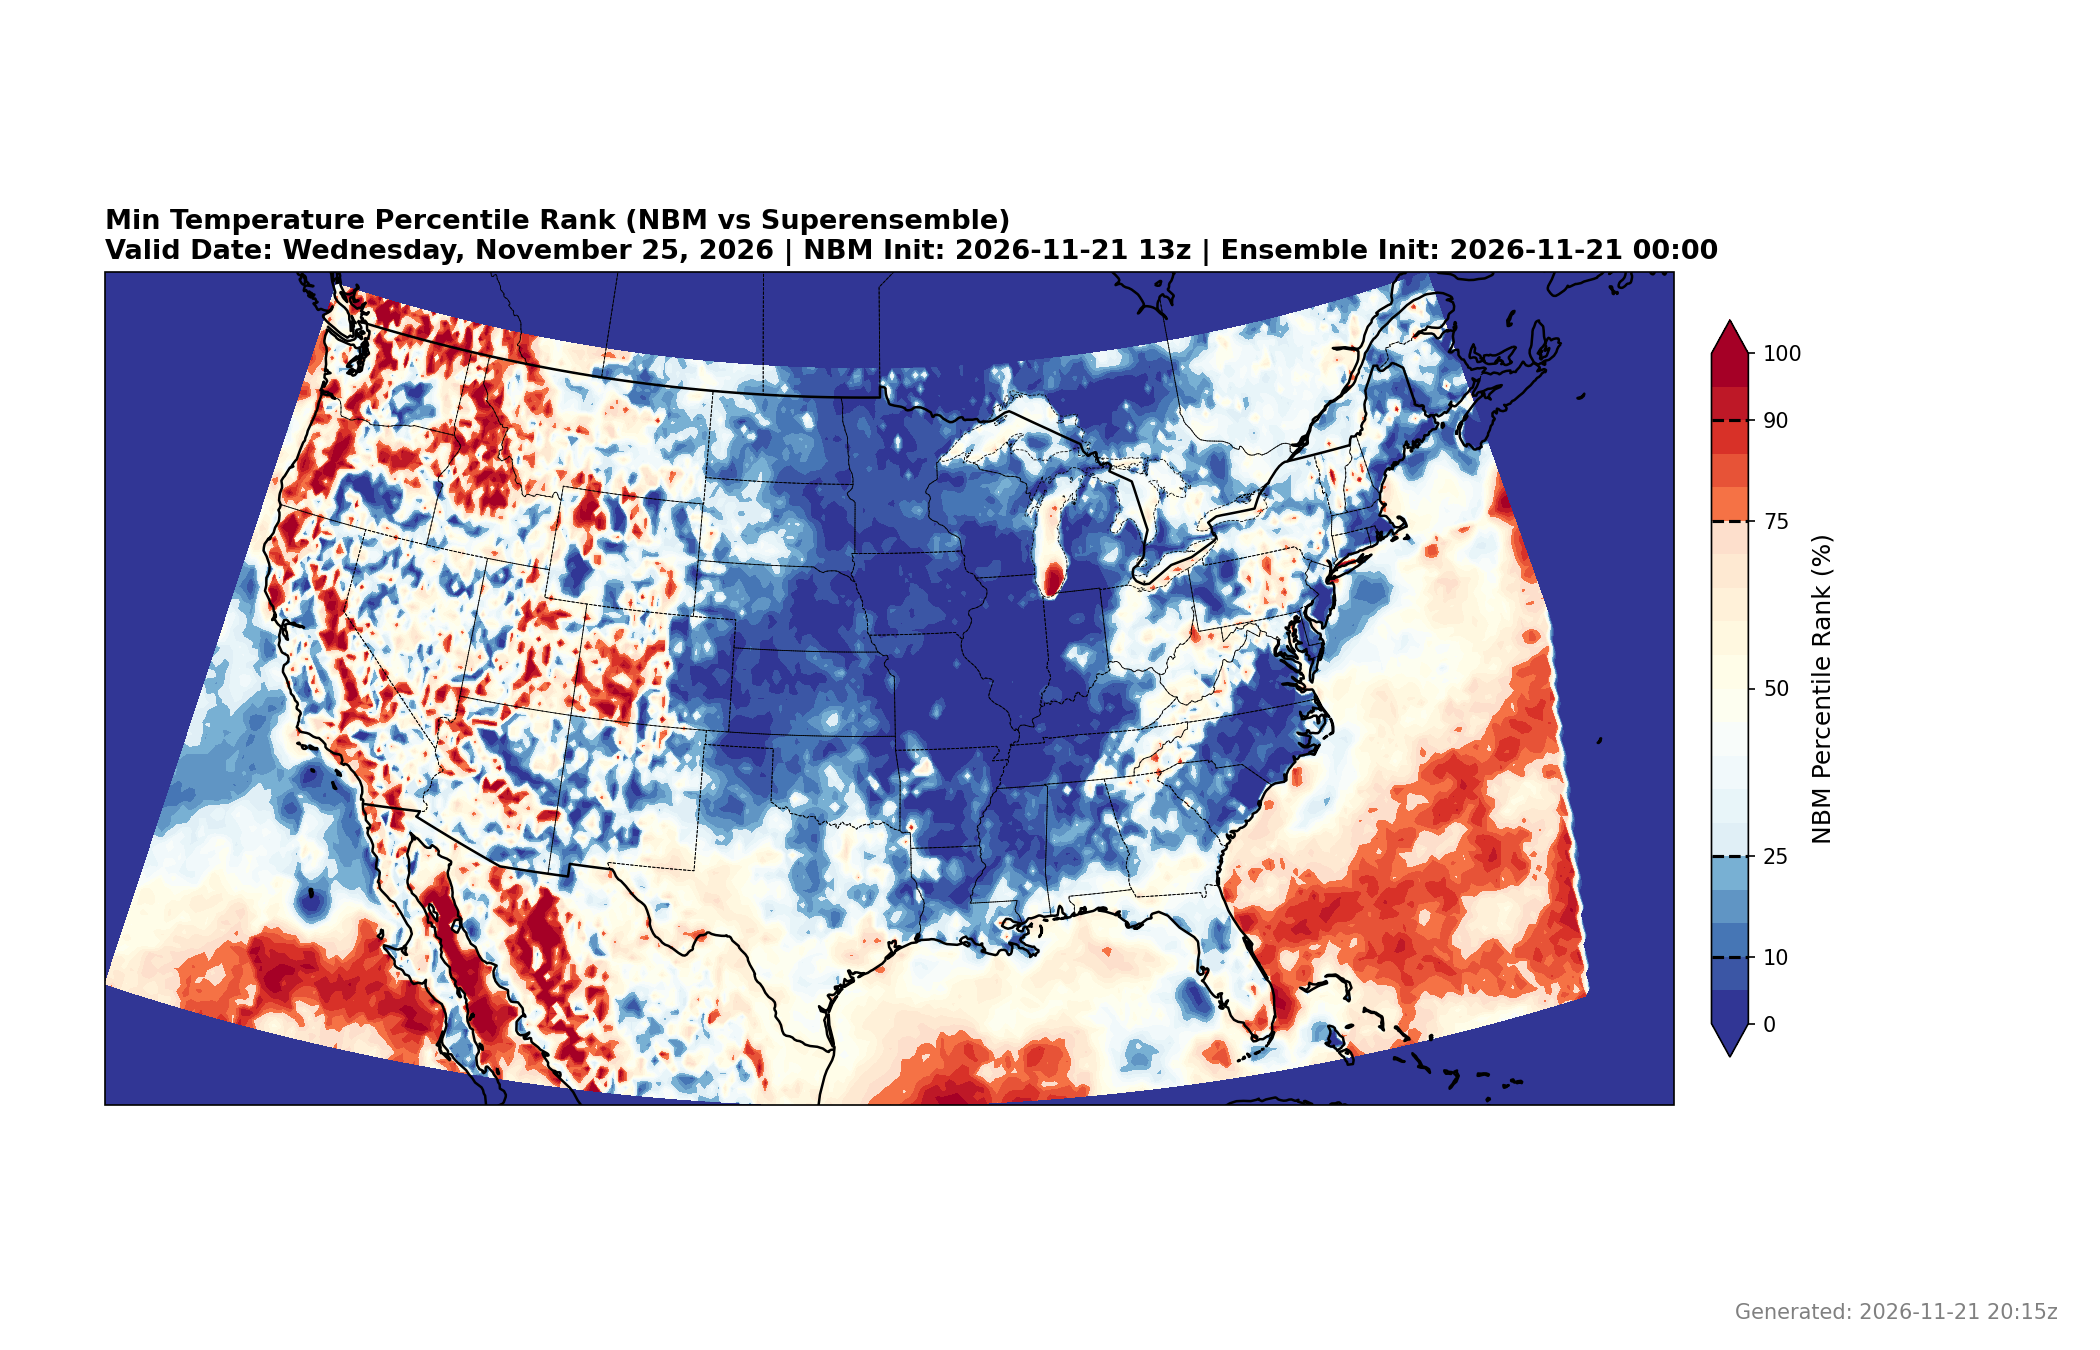 Min Temperature Percentile Rank (NBM vs Superensemble)
Valid Date: Wednesday, November 25, 2026 | NBM Init: 2026-11-21 13z | Ensemble Init: 2026-11-21 00:00
100
90
75
50
25
10
0
NBM Percentile Rank (%)
Generated: 2026-11-21 20:15z